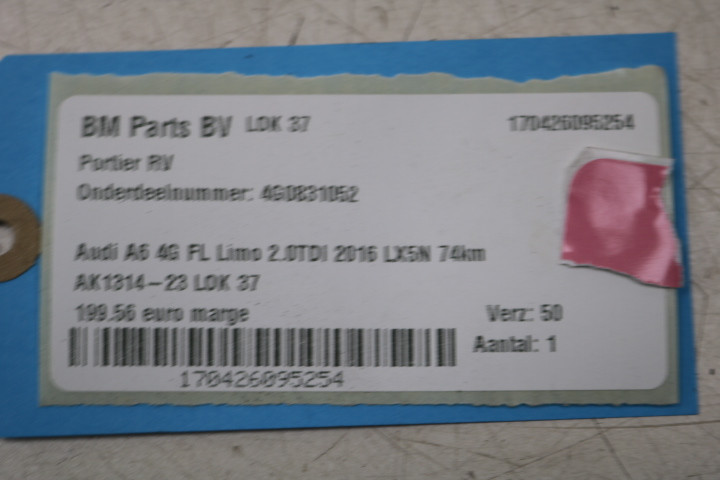 BM Parts BV LOK 37 170426095254
Portier RV
Onderdeelnummer: 4G0831052
Audi A6 4G FL Limo 2.0TDI 2016 LX5N 74km
AK1314-23 LOK 37
199.56 euro marge Verz: 50
Aantal: 1
170426095254